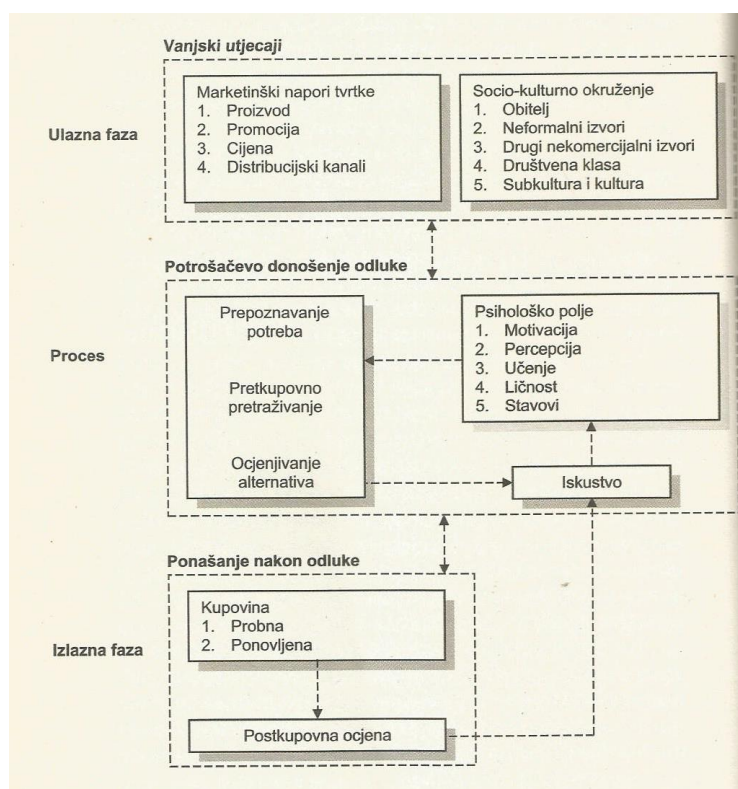 Vanjski utjecaji
Ulazna faza
Marketinški napori tvrtke
1. Proizvod
2. Promocija
3. Cijena
4. Distribucijski kanali
Socio-kulturno okruženje
1. Obitelj
2. Neformalni izvori
3. Drugi nekomercijalni izvori
4. Društvena klasa
5. Subkultura i kultura
Potrošačevo donošenje odluke
Proces
Prepoznavanje
potreba
Pretkupovno
pretraživanje
Ocjenjivanje
alternativa
Psihološko polje
1. Motivacija
2. Percepcija
3. Učenje
4. Ličnost
5. Stavovi
Iskustvo
Ponašanje nakon odluke
Izlazna faza
Kupovina
1. Probna
2. Ponovljena
Postkupovna ocjena